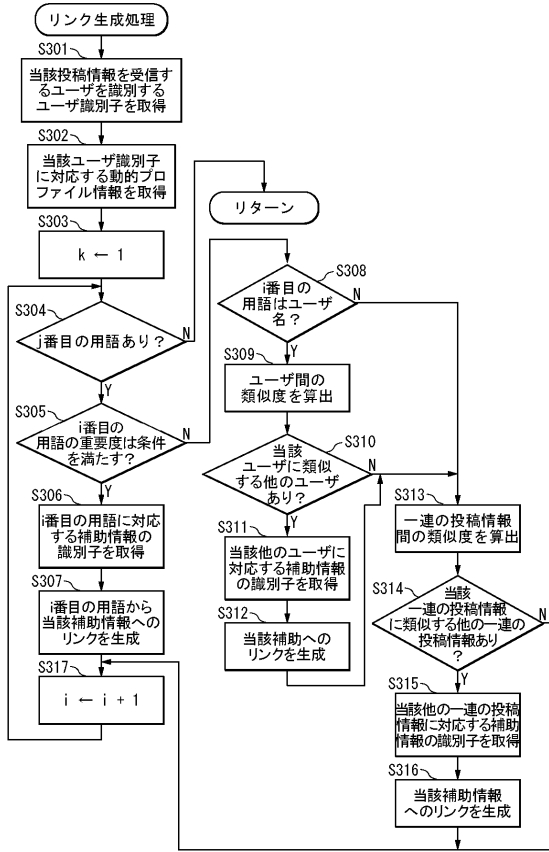 リンク生成処理
S301
当該投稿情報を受信す
るユーザを識別する
ユーザ識別子を取得
S302
当該ユーザ識別子
に対応する動的プロ
ファイル情報を取得
リターン
S303
k ← 1
S304
j番目の用語あり？
N
Y
S305
i番目の
用語の重要度は条件
を満たす？
N
Y
S306
i番目の用語に対応
する補助情報の
識別子を取得
S307
i番目の用語から
当該補助情報への
リンクを生成
S317
i ← i + 1
S308
i番目の
用語はユーザ
名？
N
Y
S309
ユーザ間の
類似度を算出
S310
当該
ユーザに類似
する他のユーザ
あり？
N
Y
S311
当該他のユーザに
対応する補助情報
の識別子を取得
S312
当該補助への
リンクを生成
S313
一連の投稿情報
間の類似度を算出
S314
当該
一連の投稿情報
に類似する他の一連の
投稿情報あり
？
N
Y
S315
当該他の一連の投稿
情報に対応する補助
情報の識別子を取得
S316
当該補助情報
へのリンクを生成